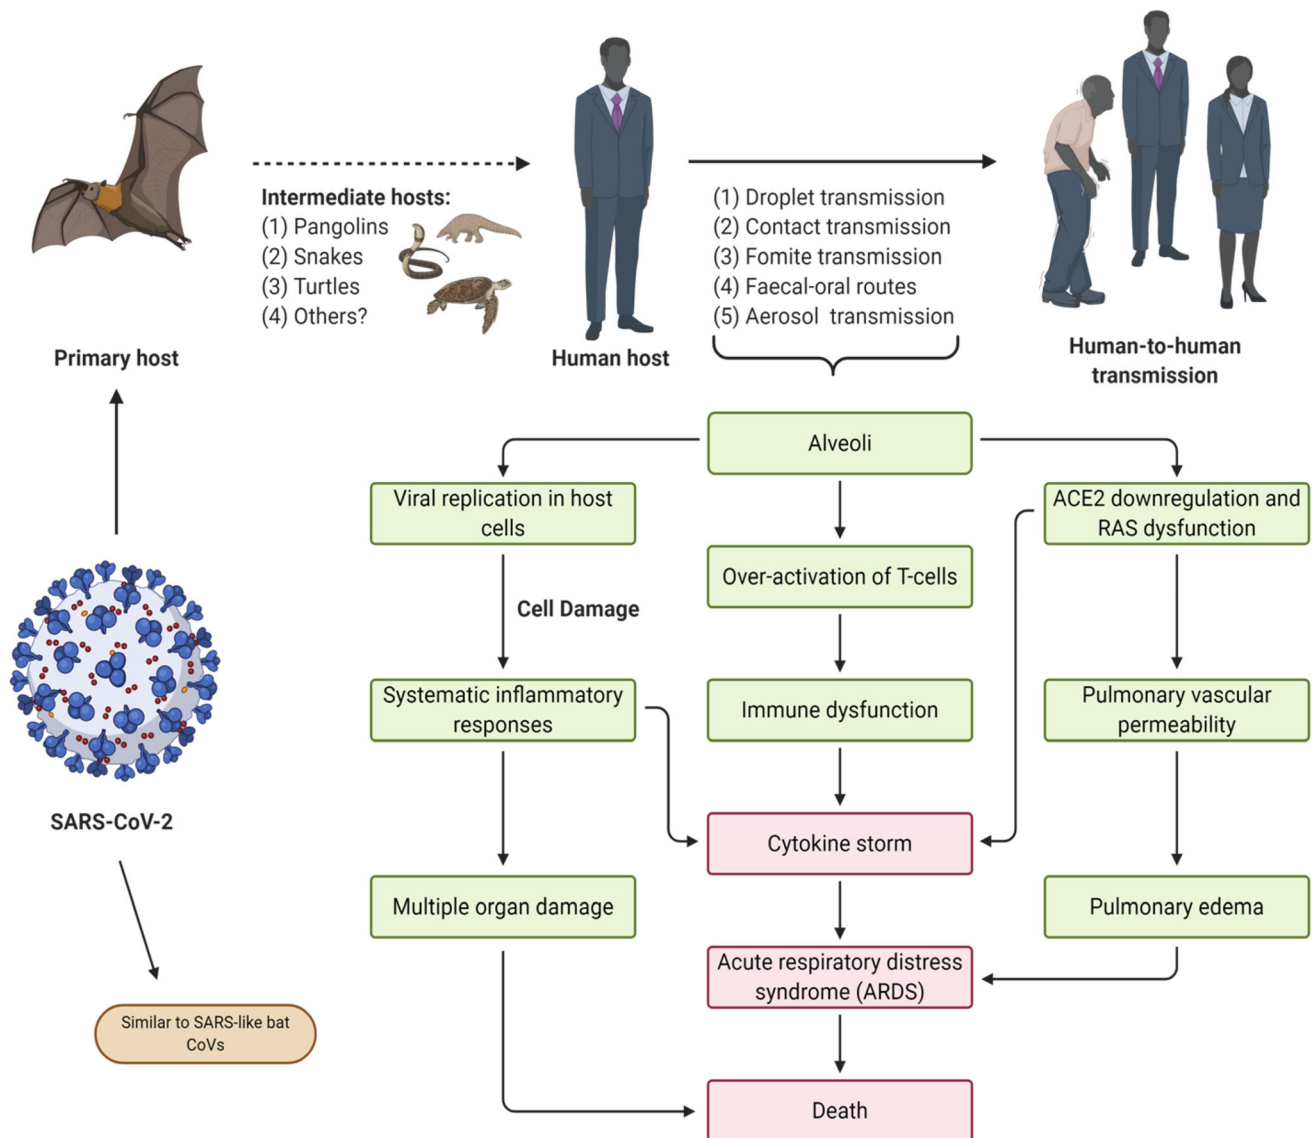 Intermediate hosts:
(1) Pangolins
(2) Snakes
(3) Turtles
(4) Others?
(1) Droplet transmission
(2) Contact transmission
(3) Fomite transmission
(4) Faecal-oral routes
(5) Aerosol transmission
Primary host
Human host
Human-to-human
transmission
Alveoli
Viral replication in host
cells
ACE2 downregulation and
RAS dysfunction
Over-activation of T-cells
Cell Damage
Systematic inflammatory
responses
Immune dysfunction
Pulmonary vascular
permeability
SARS-CoV-2
Cytokine storm
Multiple organ damage
Pulmonary edema
Acute respiratory distress
syndrome (ARDS)
Similar to SARS-like bat
CoVs
Death